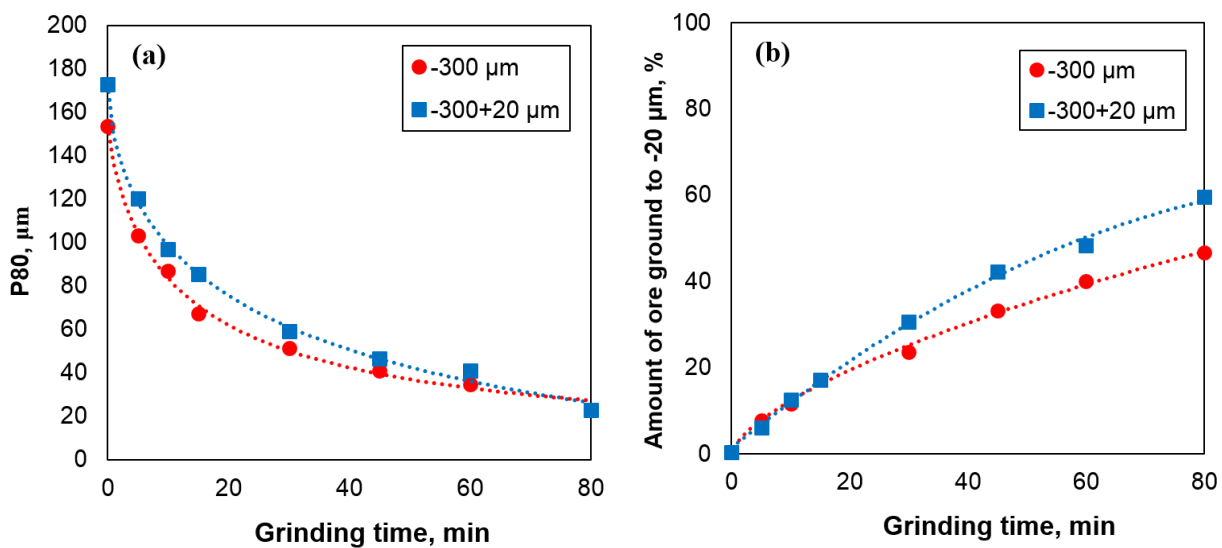 (a)
-300 µm
-300+20 µm
200
180
160
140
120
100
80
60
40
20
0
P80, µm
0 20 40 60 80
Grinding time, min
(b)
-300 µm
-300+20 µm
100
80
60
40
20
0
Amount of ore ground to -20 µm, %
0 20 40 60 80
Grinding time, min